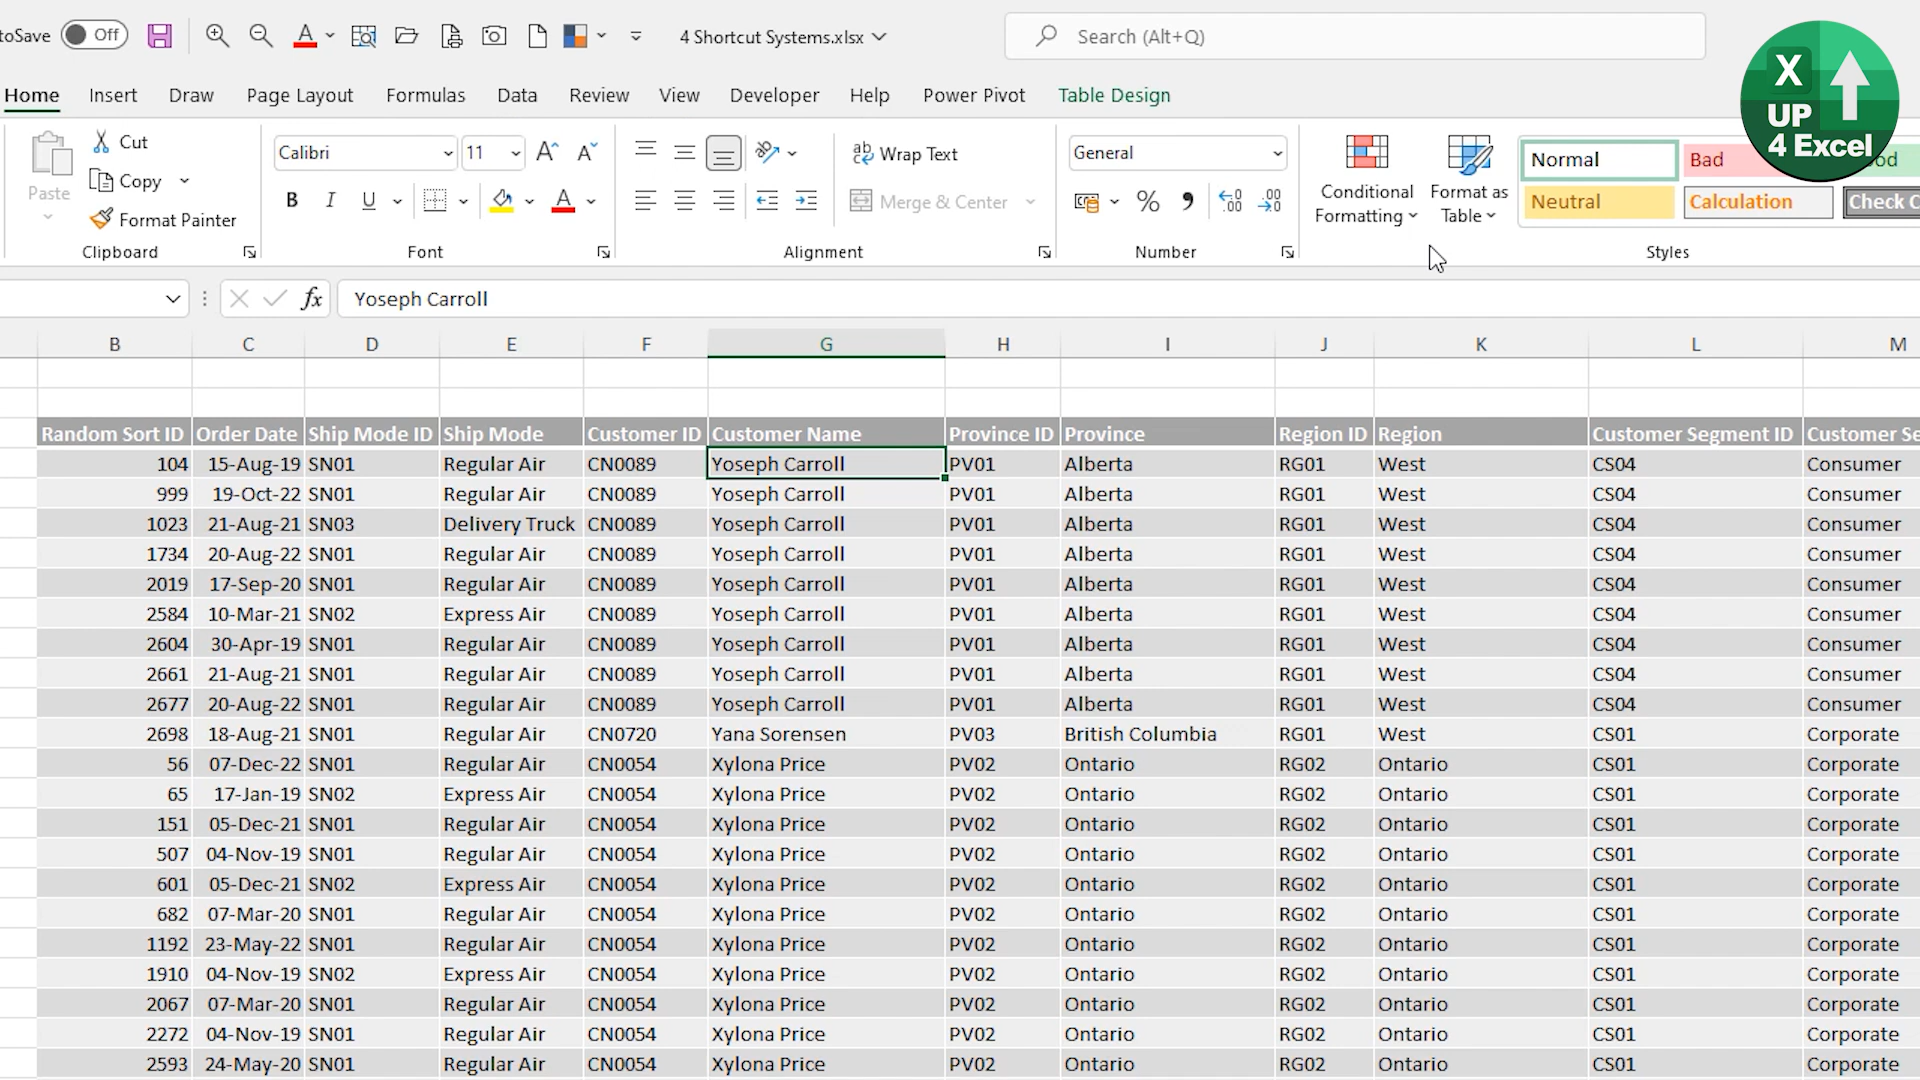 toSave Off 4 Shortcut Systems.xlsx Search (Alt+Q)
X UP 4 Excel
Home Insert Draw Page Layout Formulas Data Review View Developer Help Power Pivot Table Design
Paste Cut Copy Format Painter Clipboard
Calibri 11 B I U Font
Wrap Text Merge & Center Alignment
General % Number
Conditional Formatting Format as Table
Normal Bad ood Neutral Calculation Check C Styles
fx Yoseph Carroll
B C D E F G H I J K L M
Random Sort ID Order Date Ship Mode ID Ship Mode Customer ID Customer Name Province ID Province Region ID Region Customer Segment ID Customer Se
104 15-Aug-19 SN01 Regular Air CN0089 Yoseph Carroll PV01 Alberta RG01 West CS04 Consumer
999 19-Oct-22 SN01 Regular Air CN0089 Yoseph Carroll PV01 Alberta RG01 West CS04 Consumer
1023 21-Aug-21 SN03 Delivery Truck CN0089 Yoseph Carroll PV01 Alberta RG01 West CS04 Consumer
1734 20-Aug-22 SN01 Regular Air CN0089 Yoseph Carroll PV01 Alberta RG01 West CS04 Consumer
2019 17-Sep-20 SN01 Regular Air CN0089 Yoseph Carroll PV01 Alberta RG01 West CS04 Consumer
2584 10-Mar-21 SN02 Express Air CN0089 Yoseph Carroll PV01 Alberta RG01 West CS04 Consumer
2604 30-Apr-19 SN01 Regular Air CN0089 Yoseph Carroll PV01 Alberta RG01 West CS04 Consumer
2661 21-Aug-21 SN01 Regular Air CN0089 Yoseph Carroll PV01 Alberta RG01 West CS04 Consumer
2677 20-Aug-22 SN01 Regular Air CN0089 Yoseph Carroll PV01 Alberta RG01 West CS04 Consumer
2698 18-Aug-21 SN01 Regular Air CN0720 Yana Sorensen PV03 British Columbia RG01 West CS01 Corporate
56 07-Dec-22 SN01 Regular Air CN0054 Xylona Price PV02 Ontario RG02 Ontario CS01 Corporate
65 17-Jan-19 SN02 Express Air CN0054 Xylona Price PV02 Ontario RG02 Ontario CS01 Corporate
151 05-Dec-21 SN01 Regular Air CN0054 Xylona Price PV02 Ontario RG02 Ontario CS01 Corporate
507 04-Nov-19 SN01 Regular Air CN0054 Xylona Price PV02 Ontario RG02 Ontario CS01 Corporate
601 05-Dec-21 SN02 Express Air CN0054 Xylona Price PV02 Ontario RG02 Ontario CS01 Corporate
682 07-Mar-20 SN01 Regular Air CN0054 Xylona Price PV02 Ontario RG02 Ontario CS01 Corporate
1192 23-May-22 SN01 Regular Air CN0054 Xylona Price PV02 Ontario RG02 Ontario CS01 Corporate
1910 04-Nov-19 SN02 Express Air CN0054 Xylona Price PV02 Ontario RG02 Ontario CS01 Corporate
2067 07-Mar-20 SN01 Regular Air CN0054 Xylona Price PV02 Ontario RG02 Ontario CS01 Corporate
2272 04-Nov-19 SN01 Regular Air CN0054 Xylona Price PV02 Ontario RG02 Ontario CS01 Corporate
2593 24-May-20 SN01 Regular Air CN0054 Xylona Price PV02 Ontario RG02 Ontario CS01 Corporate